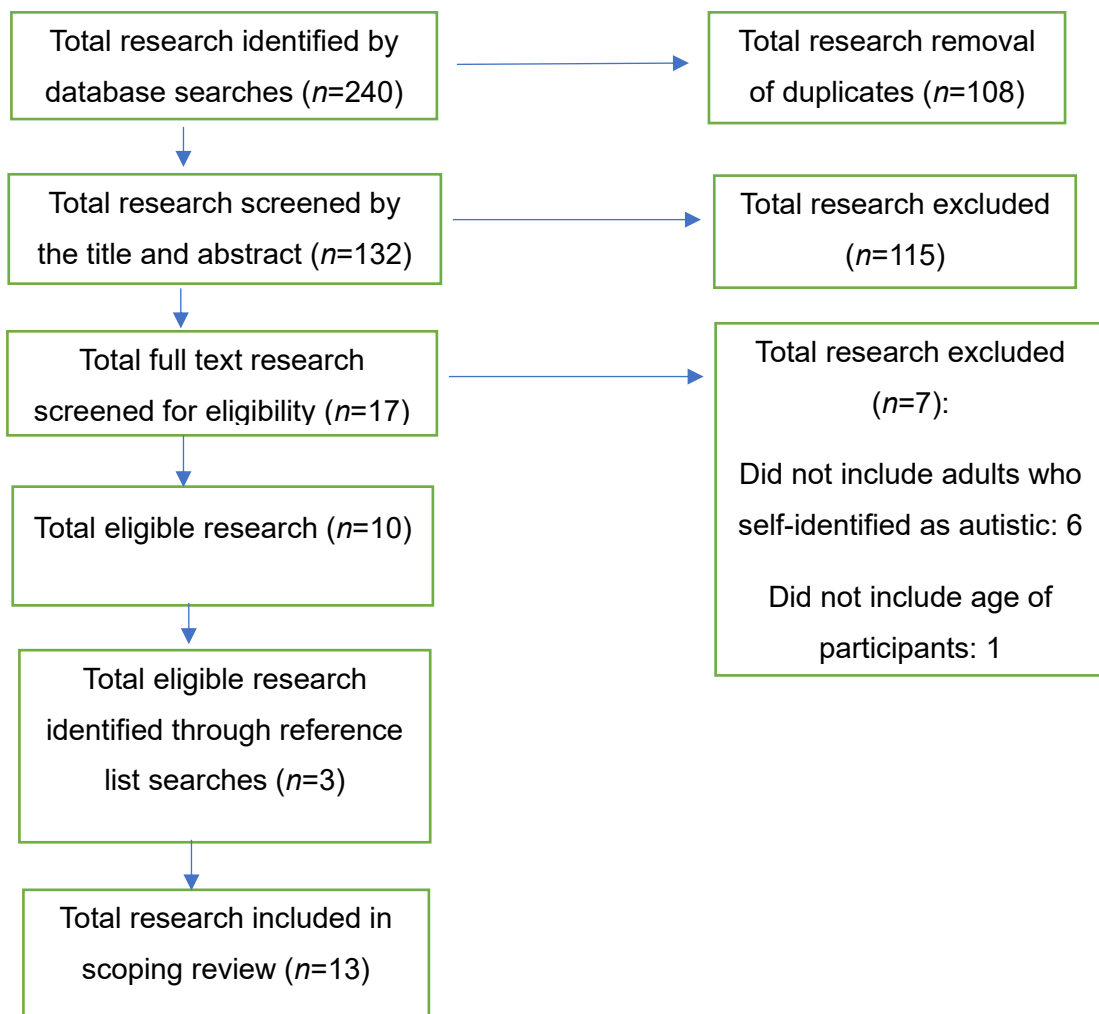 Total research identified by
database searches (n=240)
Total research removal
of duplicates (n=108)
Total research screened by
the title and abstract (n=132)
Total research excluded
(n=115)
Total full text research
screened for eligibility (n=17)
Total research excluded
(n=7):
Did not include adults who
self-identified as autistic: 6
Did not include age of
participants: 1
Total eligible research (n=10)
Total eligible research
identified through reference
list searches (n=3)
Total research included in
scoping review (n=13)